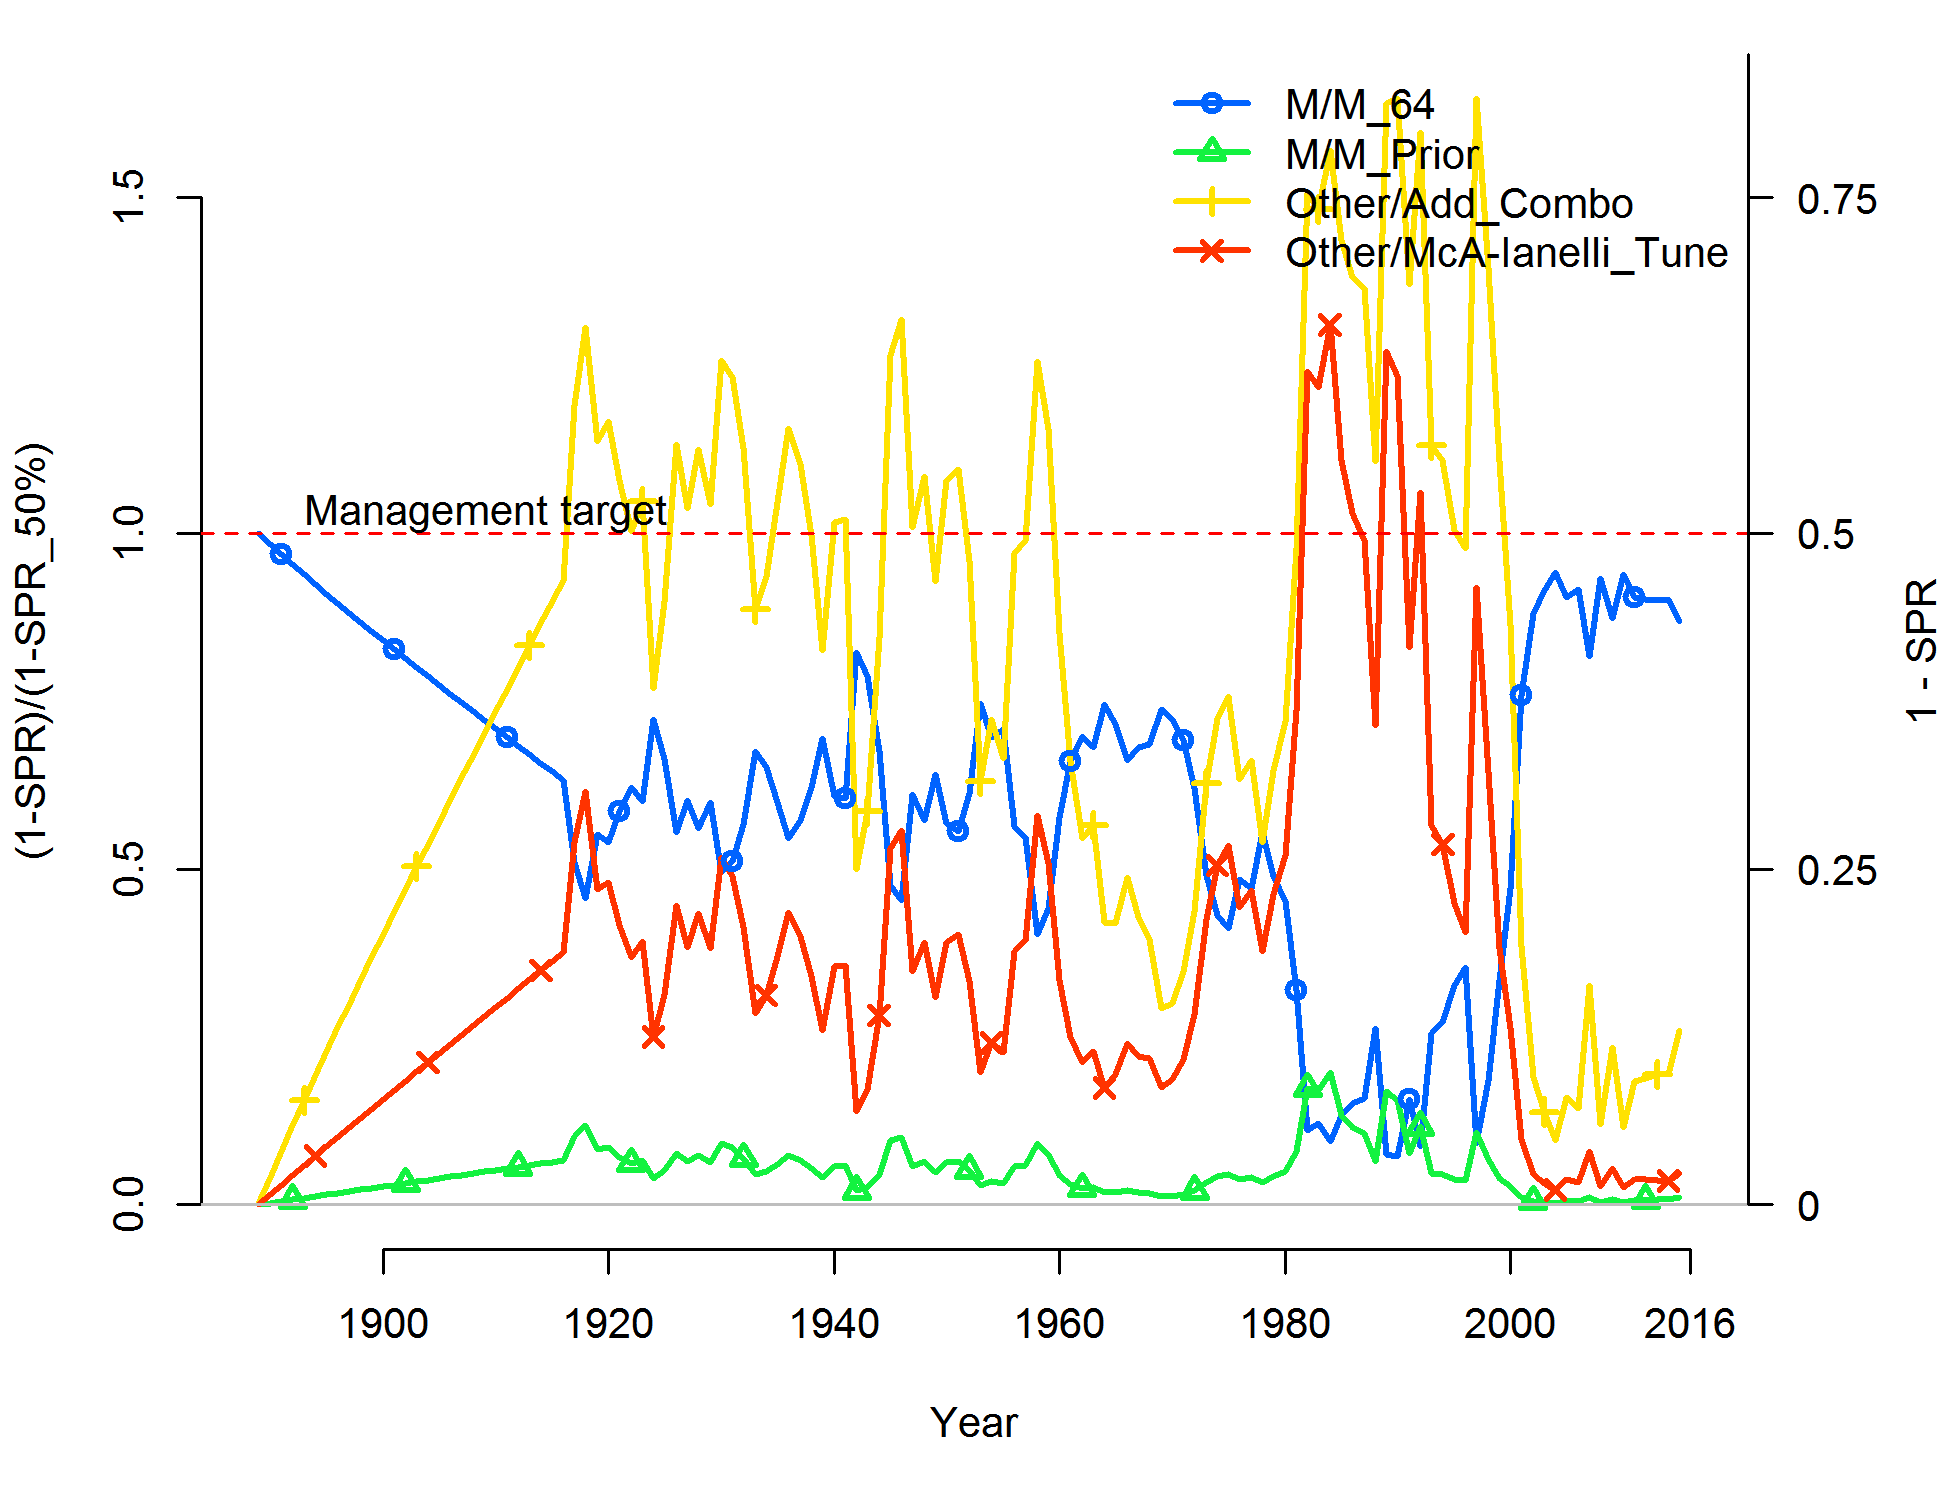 M/M_64
M/M_Prior
Other/Add_Combo
Other/McA-Ianelli_Tune
Management target
(1-SPR)/(1-SPR_50%)
1.5
1.0
0.5
0.0
0.75
0.5
0.25
0
1 - SPR
1900 1920 1940 1960 1980 2000 2016
Year